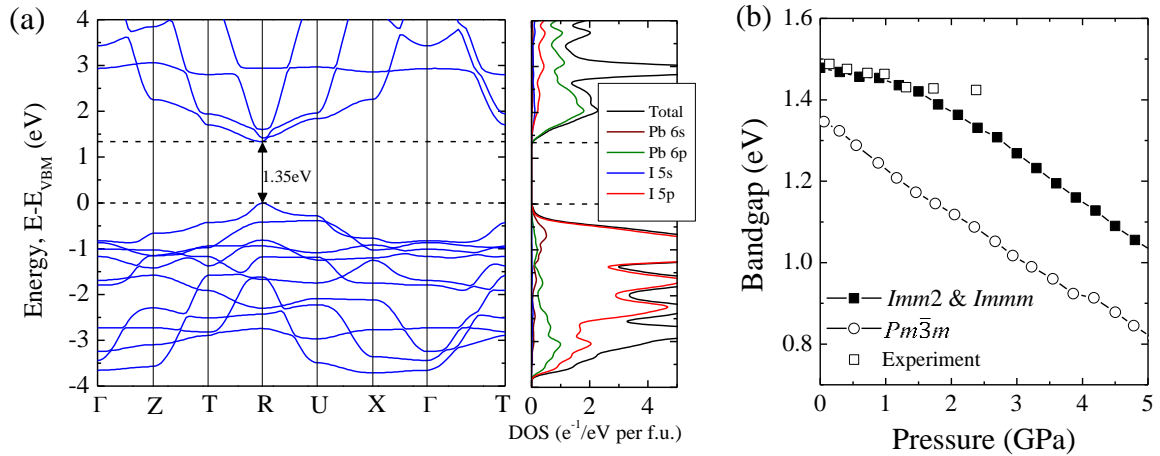 (a)
Energy, E-E_VBM (eV)
4
3
2
1
0
-1
-2
-3
-4
1.35eV
Γ Z T R U X Γ T
Total
Pb 6s
Pb 6p
I 5s
I 5p
0 2 4
DOS (e⁻¹/eV per f.u.)
(b)
Bandgap (eV)
1.6
1.4
1.2
1.0
0.8
Imm2 & Immm
Pm3̅m
Experiment
0 1 2 3 4 5
Pressure (GPa)